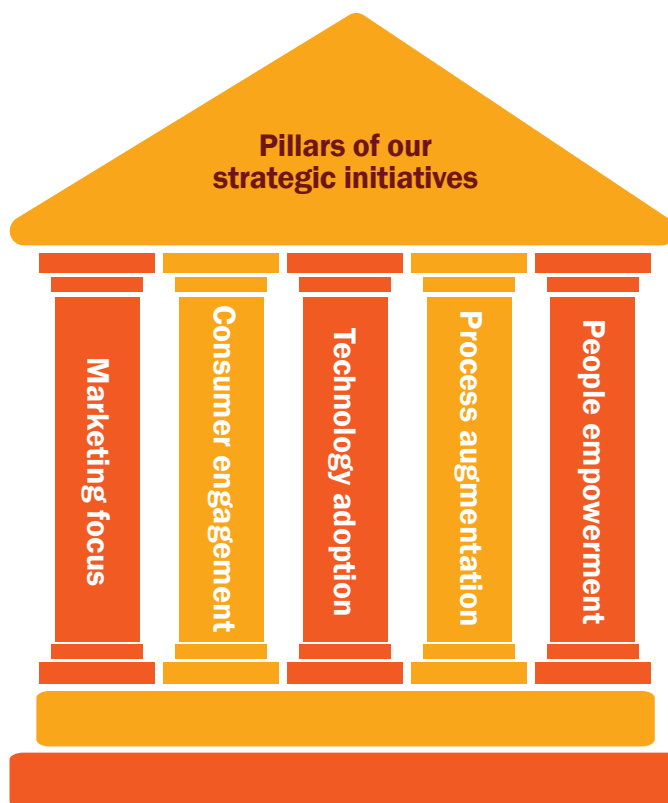 Pillars of our
strategic initiatives
Marketing focus
Consumer engagement
Technology adoption
Process augmentation
People empowerment